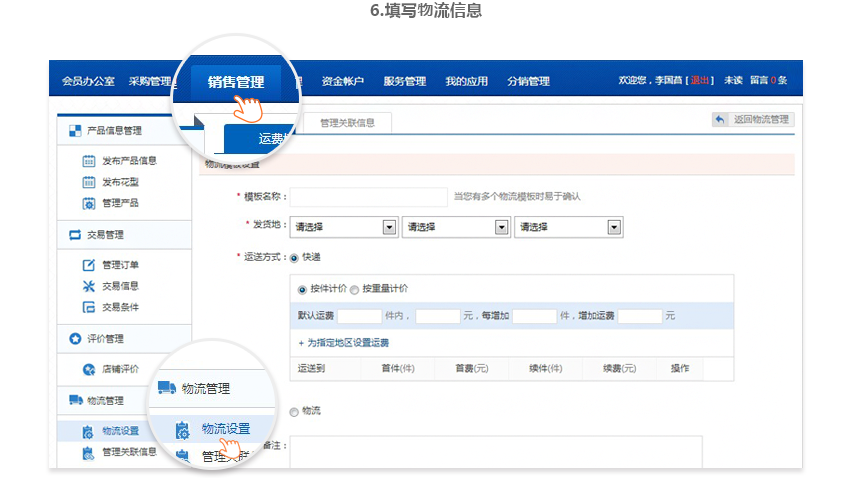 6.填写物流信息
会员办公室 采购管理 销售管理 资金帐户 服务管理 我的应用 分销管理 欢迎您，李国苗 [ 退出 ] 未读 留言 0 条
产品信息管理
发布产品信息
发布花型
管理产品
交易管理
管理订单
交易信息
交易条件
评价管理
店铺评价
物流管理
物流设置
管理关联信息
物流管理
物流设置
管理关联
运费
管理关联信息
返回物流管理
物流模板设置
* 模板名称： 当您有多个物流模板时易于确认
* 发货地： 请选择 请选择 请选择
* 运送方式： 快递
按件计价 按重量计价
默认运费 件内， 元，每增加 件，增加运费 元
+ 为指定地区设置运费
运送到 首件(件) 首费(元) 续件(件) 续费(元) 操作
物流
备注：